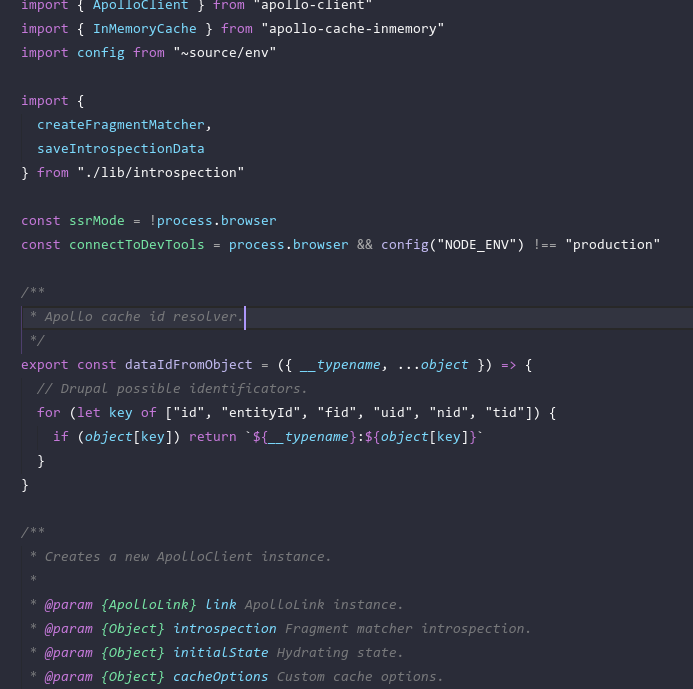 import { ApolloClient } from "apollo-client"
import { InMemoryCache } from "apollo-cache-inmemory"
import config from "~source/env"
import {
createFragmentMatcher,
saveIntrospectionData
} from "./lib/introspection"
const ssrMode = !process.browser
const connectToDevTools = process.browser && config("NODE_ENV") !== "production"
/**
* Apollo cache id resolver.
*/
export const dataIdFromObject = ({ __typename, ...object }) => {
// Drupal possible identificators.
for (let key of ["id", "entityId", "fid", "uid", "nid", "tid"]) {
if (object[key]) return `${__typename}:${object[key]}`
}
}
/**
* Creates a new ApolloClient instance.
*
* @param {ApolloLink} link ApolloLink instance.
* @param {Object} introspection Fragment matcher introspection.
* @param {Object} initialState Hydrating state.
* @param {Object} cacheOptions Custom cache options.